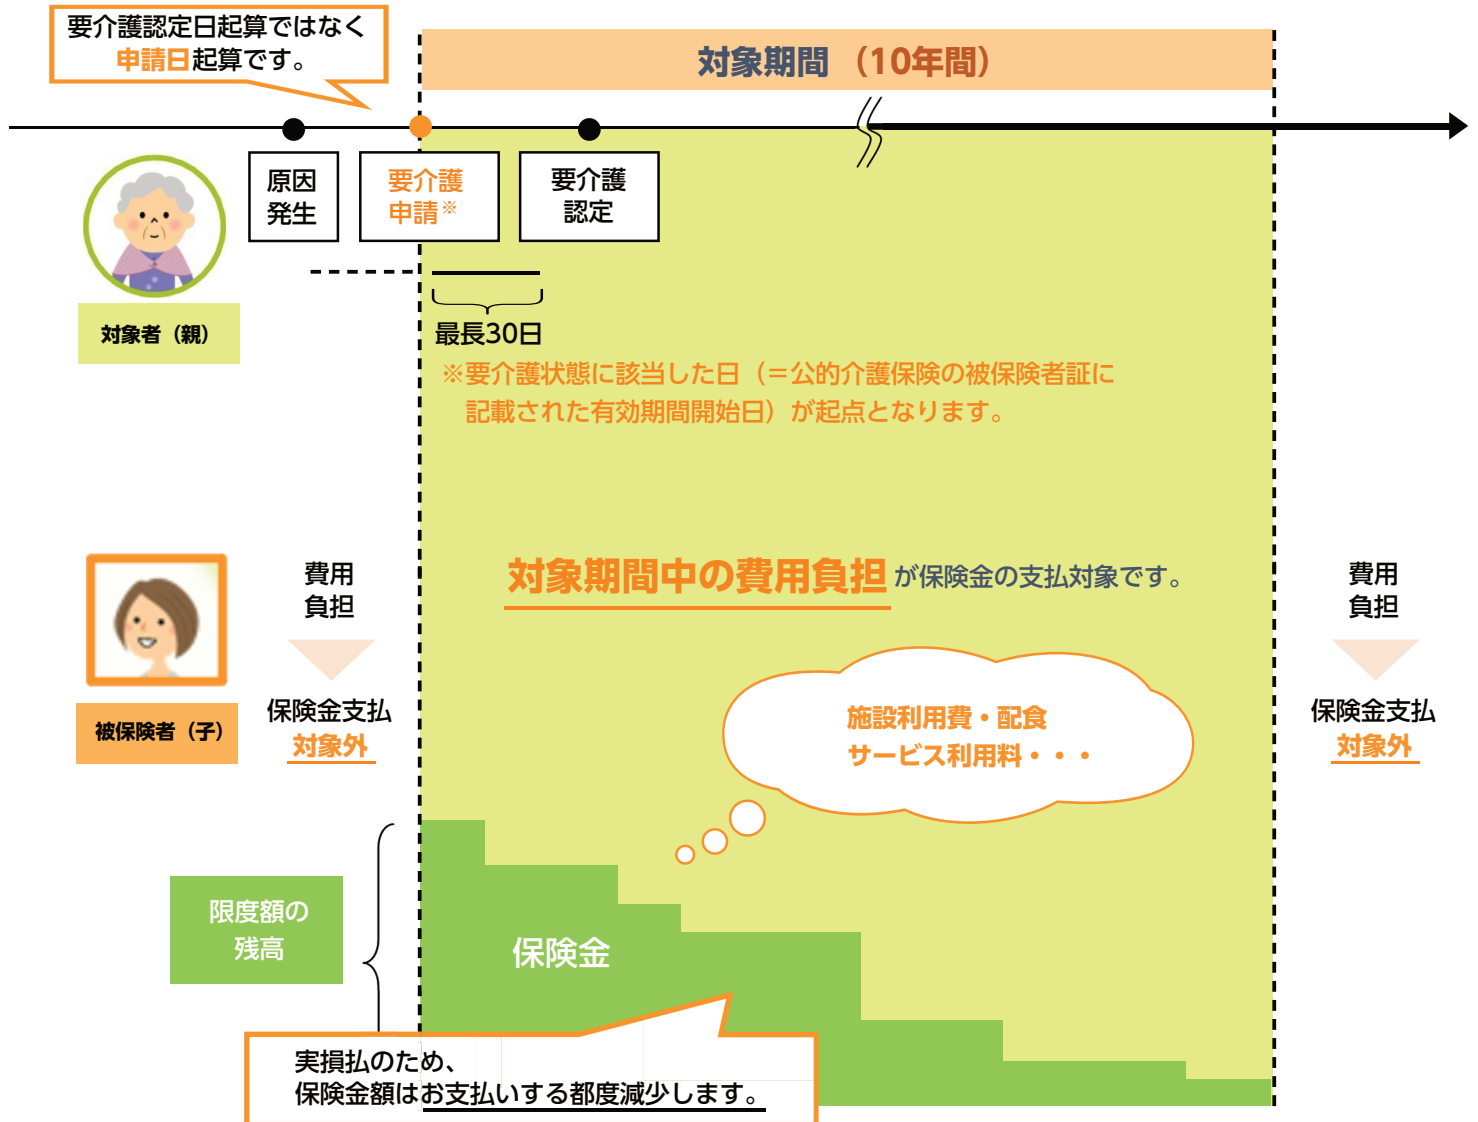 要介護認定日起算ではなく
申請日起算です。
対象期間（10年間）
原因
発生
要介護
申請※
要介護
認定
対象者（親）
最長30日
※要介護状態に該当した日（＝公的介護保険の被保険者証に
記載された有効期間開始日）が起点となります。
対象期間中の費用負担が保険金の支払対象です。
費用
負担
保険金支払
対象外
被保険者（子）
費用
負担
保険金支払
対象外
施設利用費・配食
サービス利用料・・・
限度額の
残高
保険金
実損払のため、
保険金額はお支払いする都度減少します。